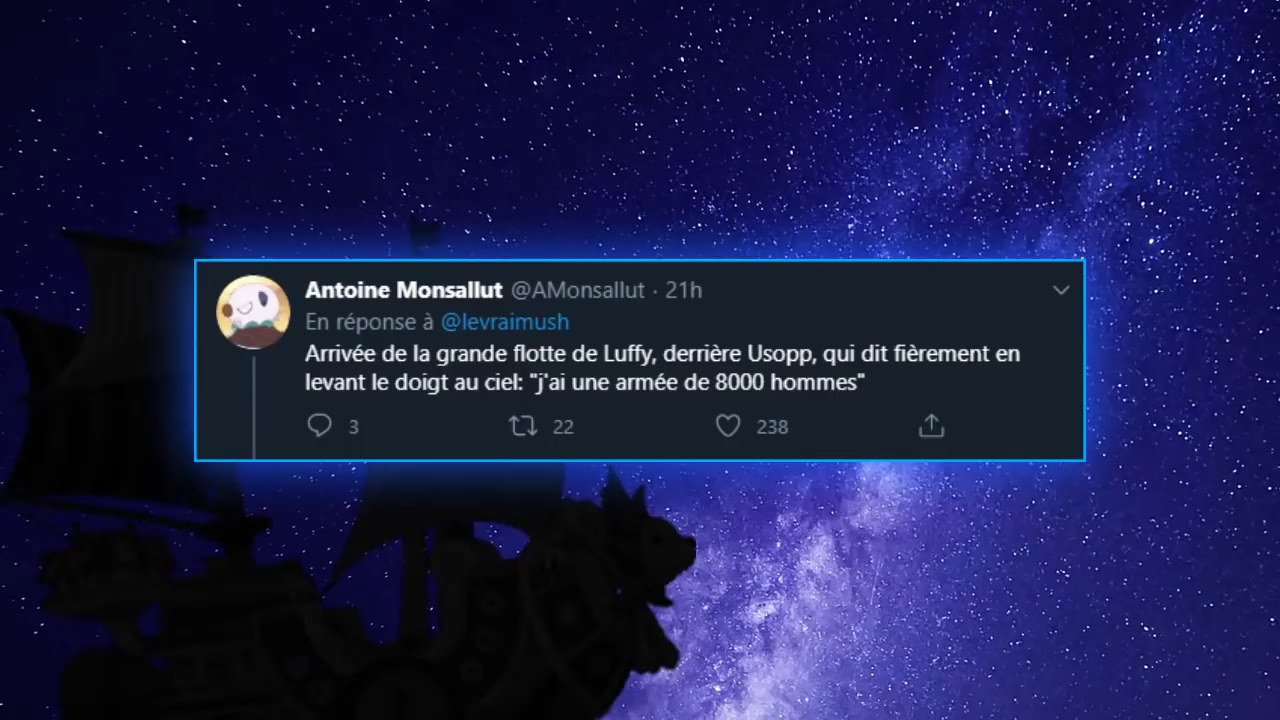 Antoine Monsallut @AMonsallut · 21h
En réponse à @levraimush
Arrivée de la grande flotte de Luffy, derrière Usopp, qui dit fièrement en
levant le doigt au ciel: "j'ai une armée de 8000 hommes"
3 22 238